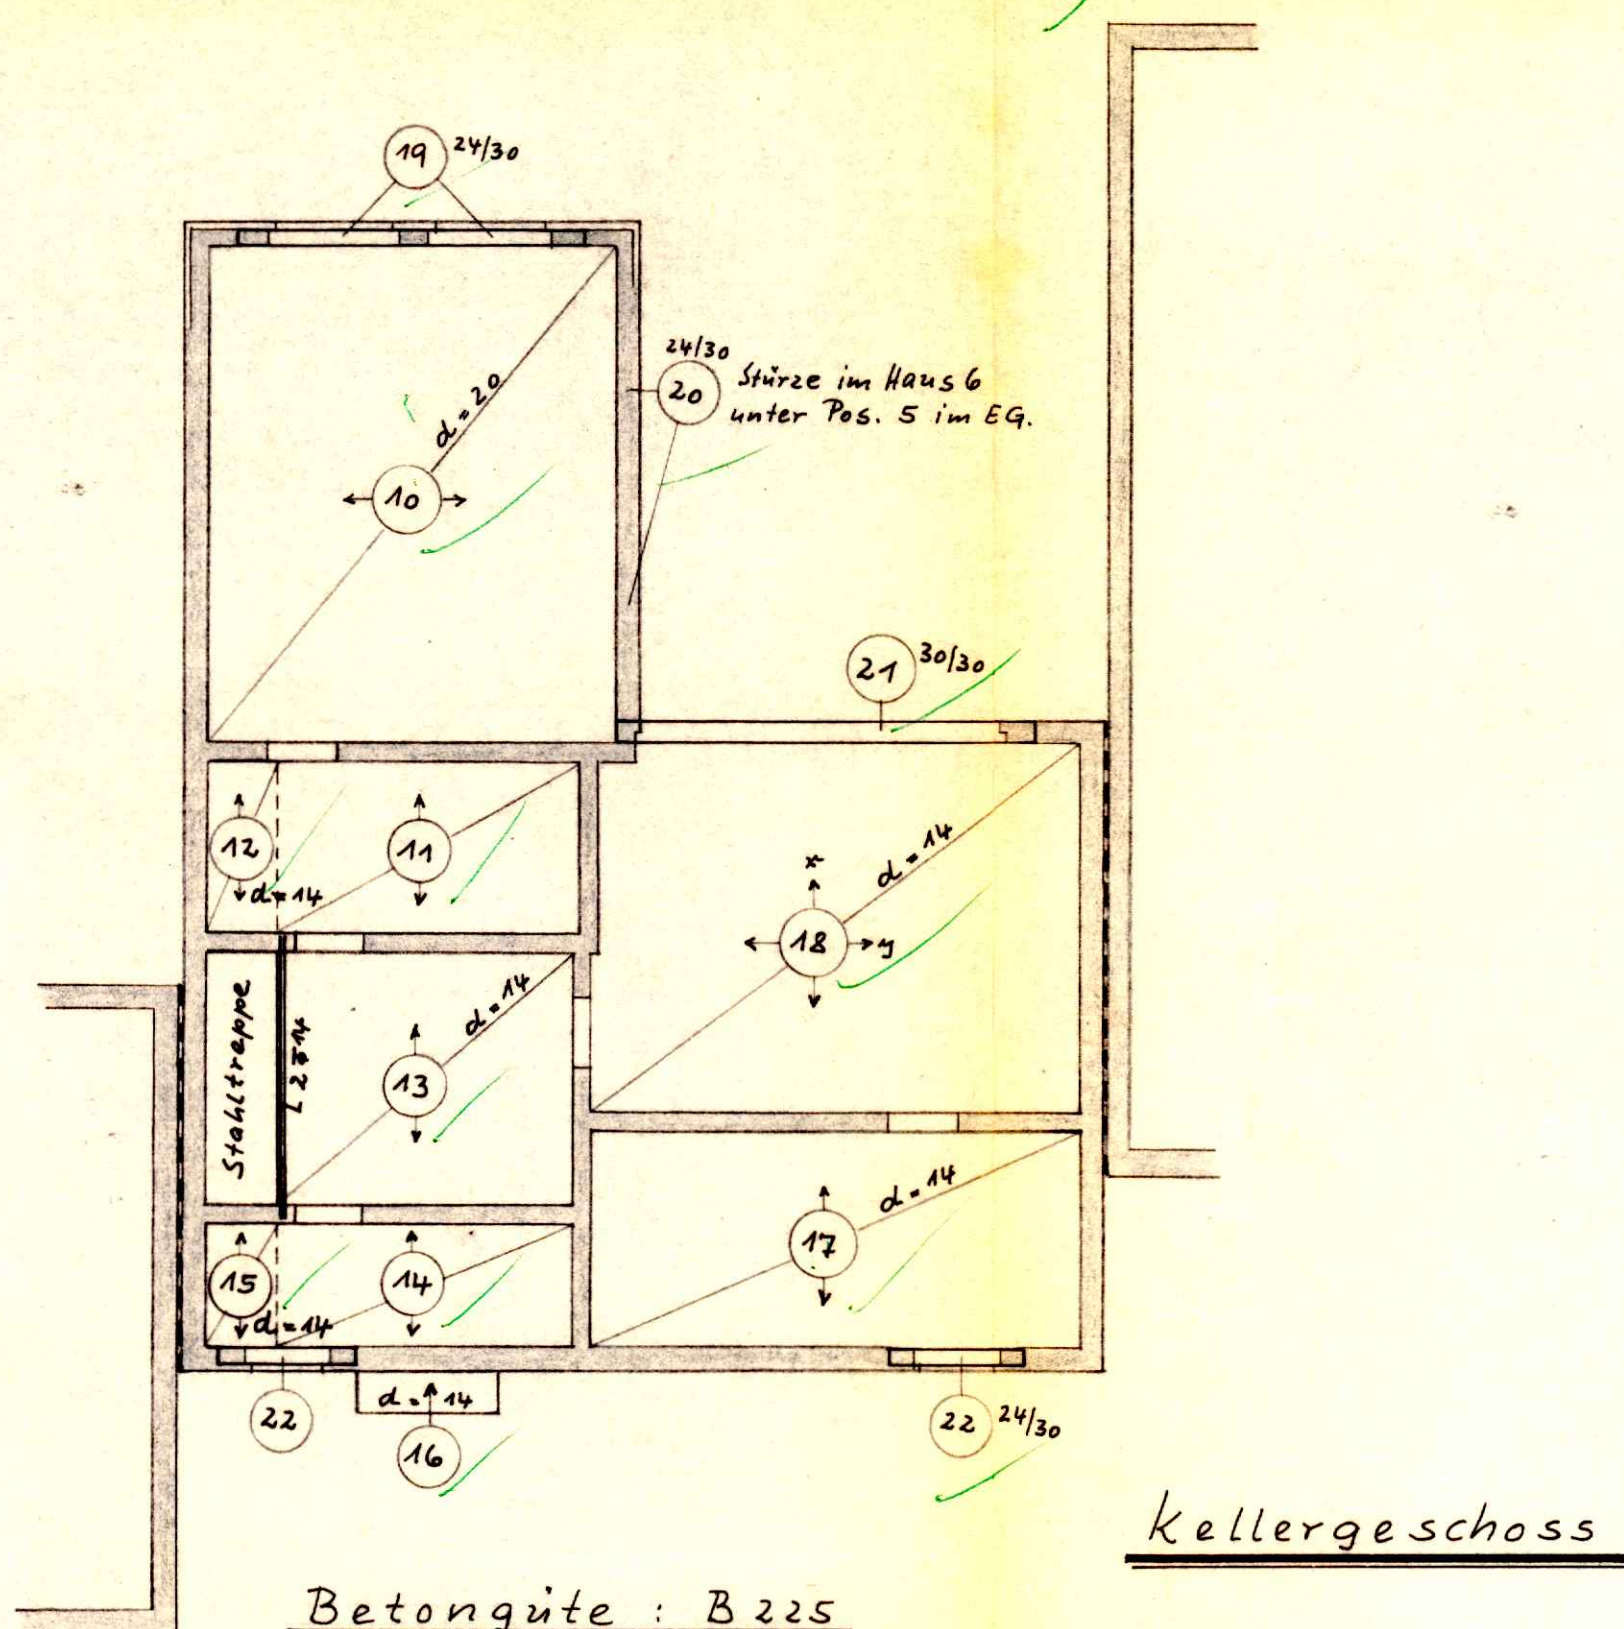 19 24/30
24/30
20 Stürze im Haus 6
unter Pos. 5 im EG.
d = 20
10
21 30/30
12
11
d = 14
x
18
y
d = 14
Stahltreppe
13
d = 14
d = 14
17
15
14
d = 14
22
d = 14
16
22 24/30
Kellergeschoss
Betongüte : B 225